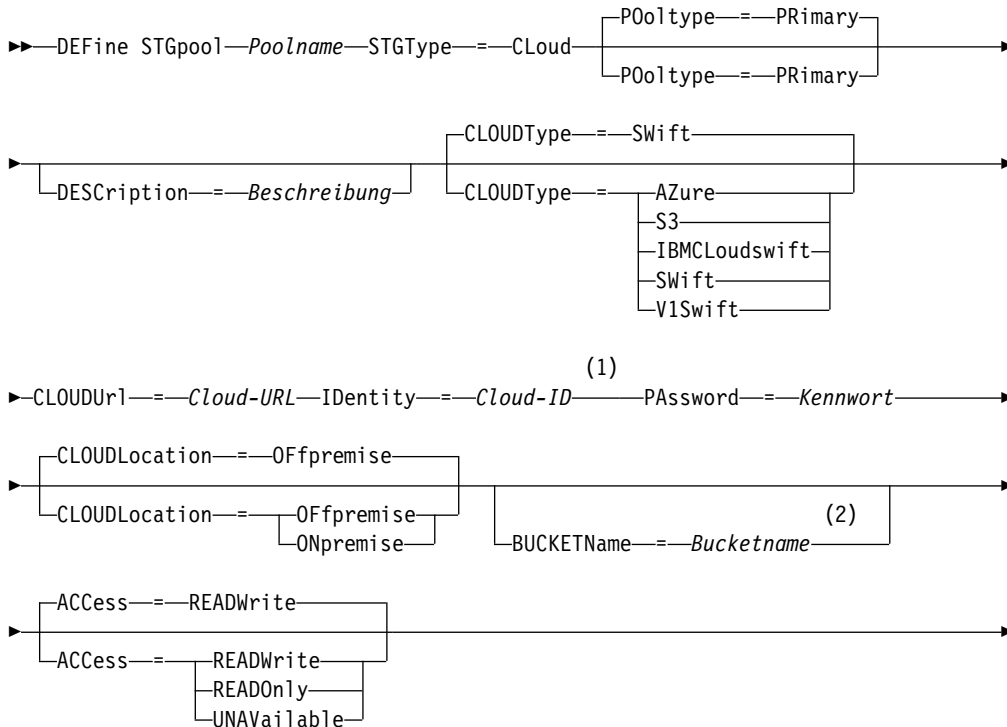 POoltype = PRimary
DEFine STGpool Poolname STGType = CLoud
POoltype = PRimary
CLOUDType = SWift
DESCription = Beschreibung
CLOUDType = AZure
S3
IBMCLoudswift
SWift
V1Swift
(1)
CLOUDUrl = Cloud-URL IDentity = Cloud-ID PAssword = Kennwort
CLOUDLocation = OFfpremise
CLOUDLocation = OFfpremise
ONpremise
(2)
BUCKETName = Bucketname
ACCess = READWrite
ACCess = READWrite
READOnly
UNAVailable